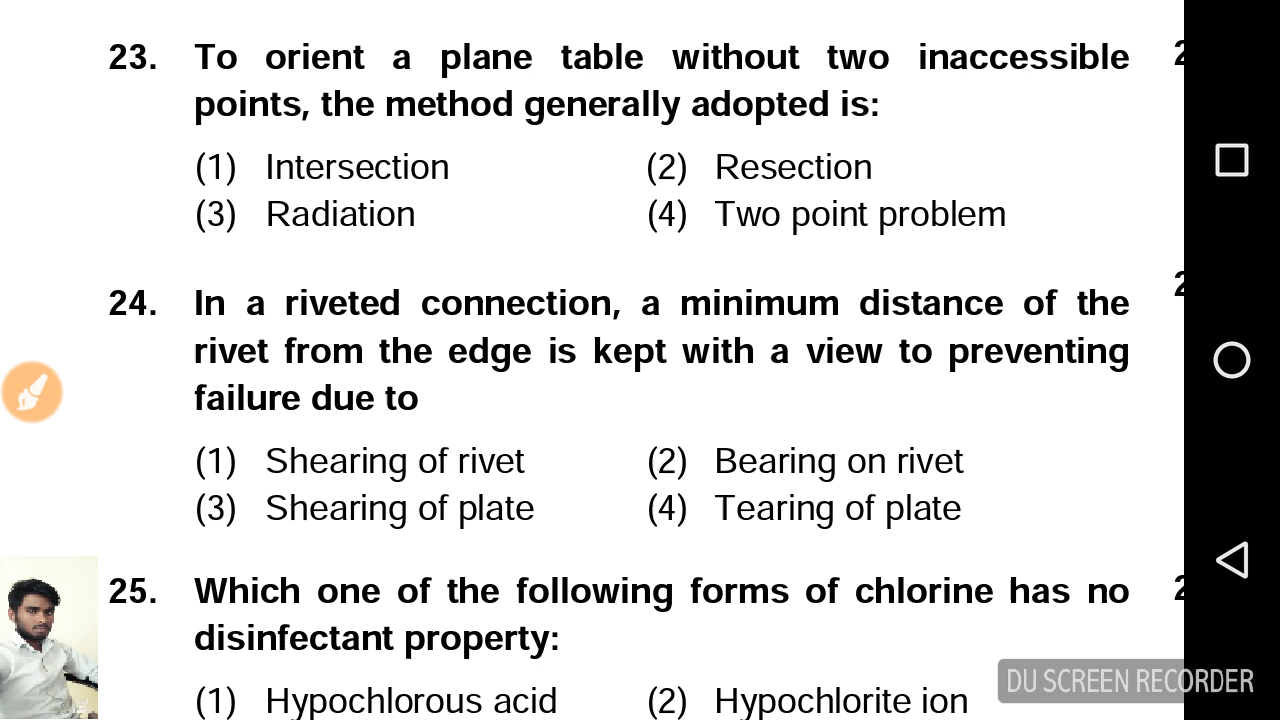 23. To orient a plane table without two inaccessible
points, the method generally adopted is:
(1) Intersection (2) Resection
(3) Radiation (4) Two point problem
24. In a riveted connection, a minimum distance of the
rivet from the edge is kept with a view to preventing
failure due to
(1) Shearing of rivet (2) Bearing on rivet
(3) Shearing of plate (4) Tearing of plate
25. Which one of the following forms of chlorine has no
disinfectant property:
(1) Hypochlorous acid (2) Hypochlorite ion
DU SCREEN RECORDER